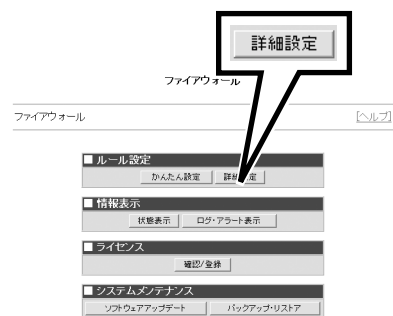 詳細設定
ファイアウォール
ファイアウォール [ヘルプ]
■ ルール設定
かんたん設定 詳細設定
■ 情報表示
状態表示 ログ・アラート表示
■ ライセンス
確認/登録
■ システムメンテナンス
ソフトウェアアップデート バックアップ・リストア